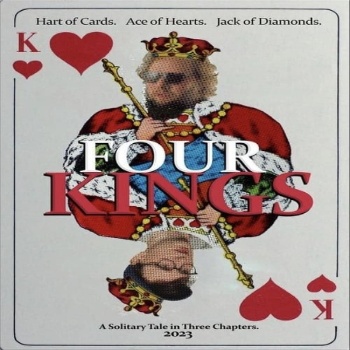 Hart of Cards. Ace of Hearts. Jack of Diamonds.
K
FOUR
KINGS
K
A Solitary Tale in Three Chapters.
2023